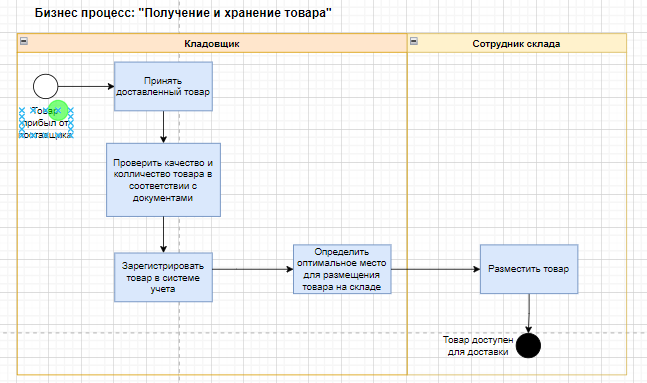 Бизнес процесс: "Получение и хранение товара"
Кладовщик
Сотрудник склада
Принять
доставленный товар
Товар
прибыл от
поставщика
Проверить качество и
колличество товара в
соответствии с
документами
Зарегистрировать
товар в системе
учета
Определить
оптимальное место
для размещения
товара на складе
Разместить товар
Товар доступен
для доставки